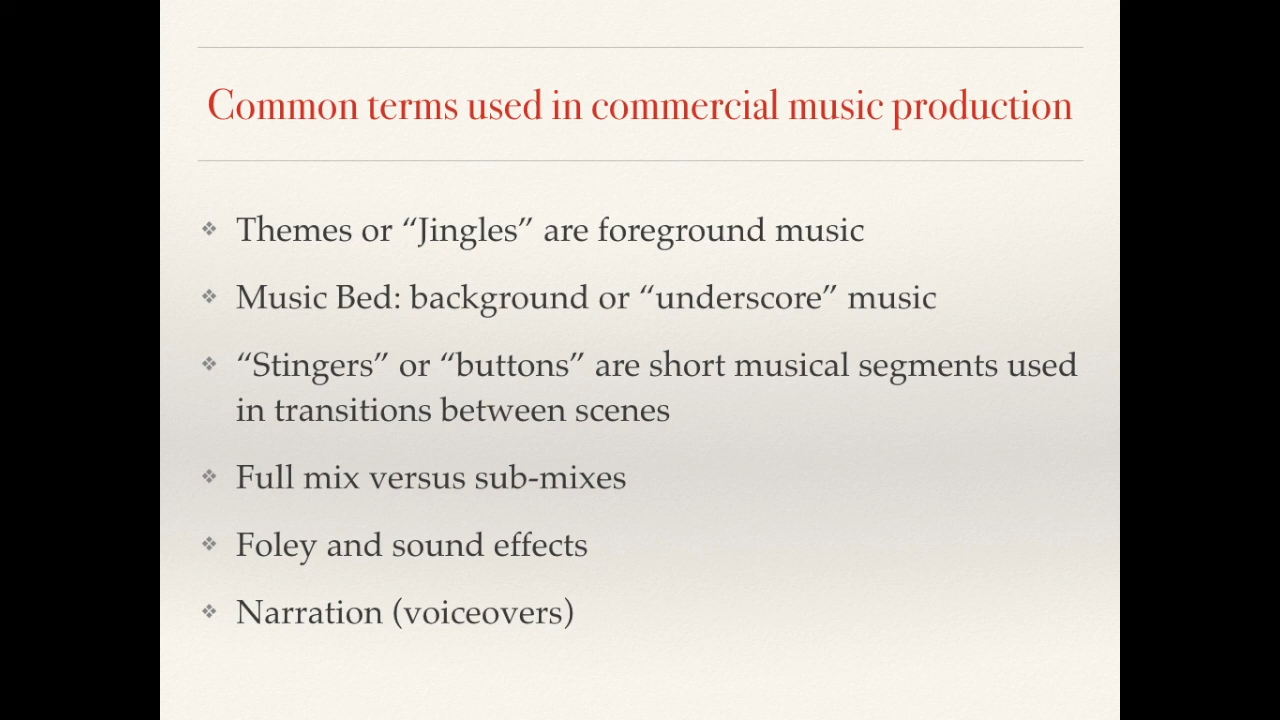 Common terms used in commercial music production
❖ Themes or “Jingles” are foreground music
❖ Music Bed: background or “underscore” music
❖ “Stingers” or “buttons” are short musical segments used
in transitions between scenes
❖ Full mix versus sub-mixes
❖ Foley and sound effects
❖ Narration (voiceovers)